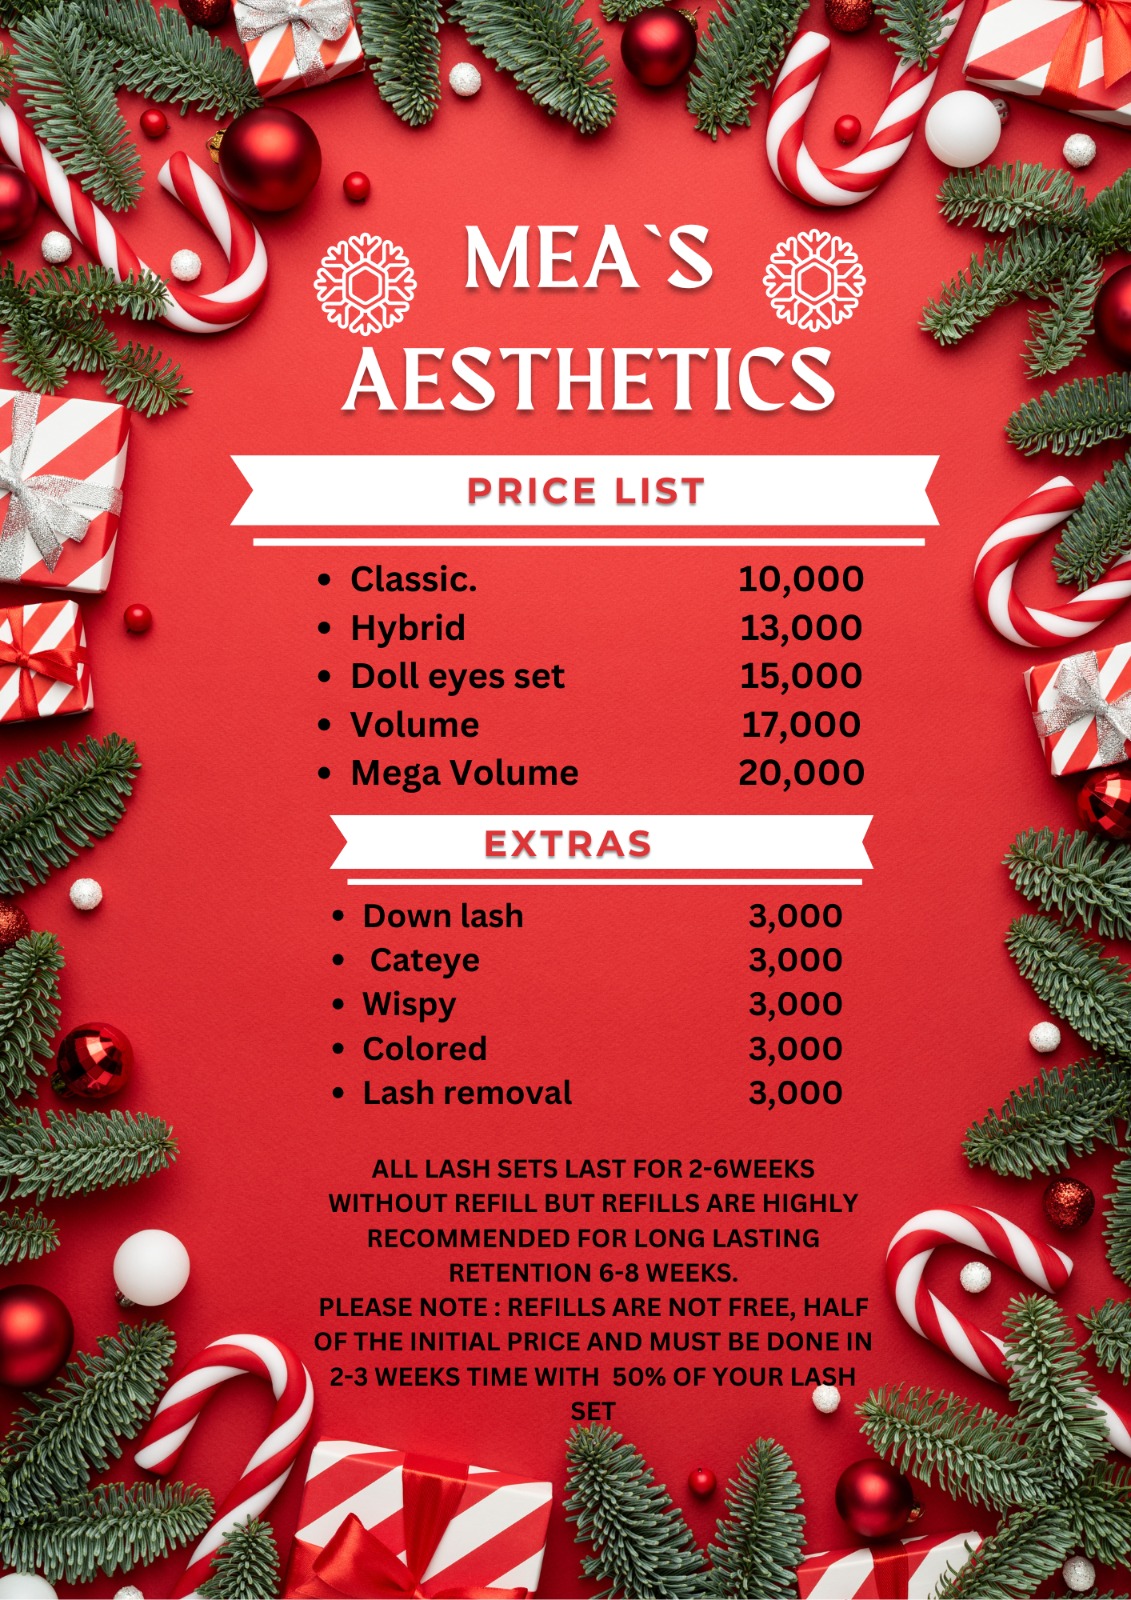 MEA`S
AESTHETICS
PRICE LIST
• Classic. 10,000
• Hybrid 13,000
• Doll eyes set 15,000
• Volume 17,000
• Mega Volume 20,000
EXTRAS
• Down lash 3,000
• Cateye 3,000
• Wispy 3,000
• Colored 3,000
• Lash removal 3,000
ALL LASH SETS LAST FOR 2-6WEEKS
WITHOUT REFILL BUT REFILLS ARE HIGHLY
RECOMMENDED FOR LONG LASTING
RETENTION 6-8 WEEKS.
PLEASE NOTE : REFILLS ARE NOT FREE, HALF
OF THE INITIAL PRICE AND MUST BE DONE IN
2-3 WEEKS TIME WITH 50% OF YOUR LASH
SET